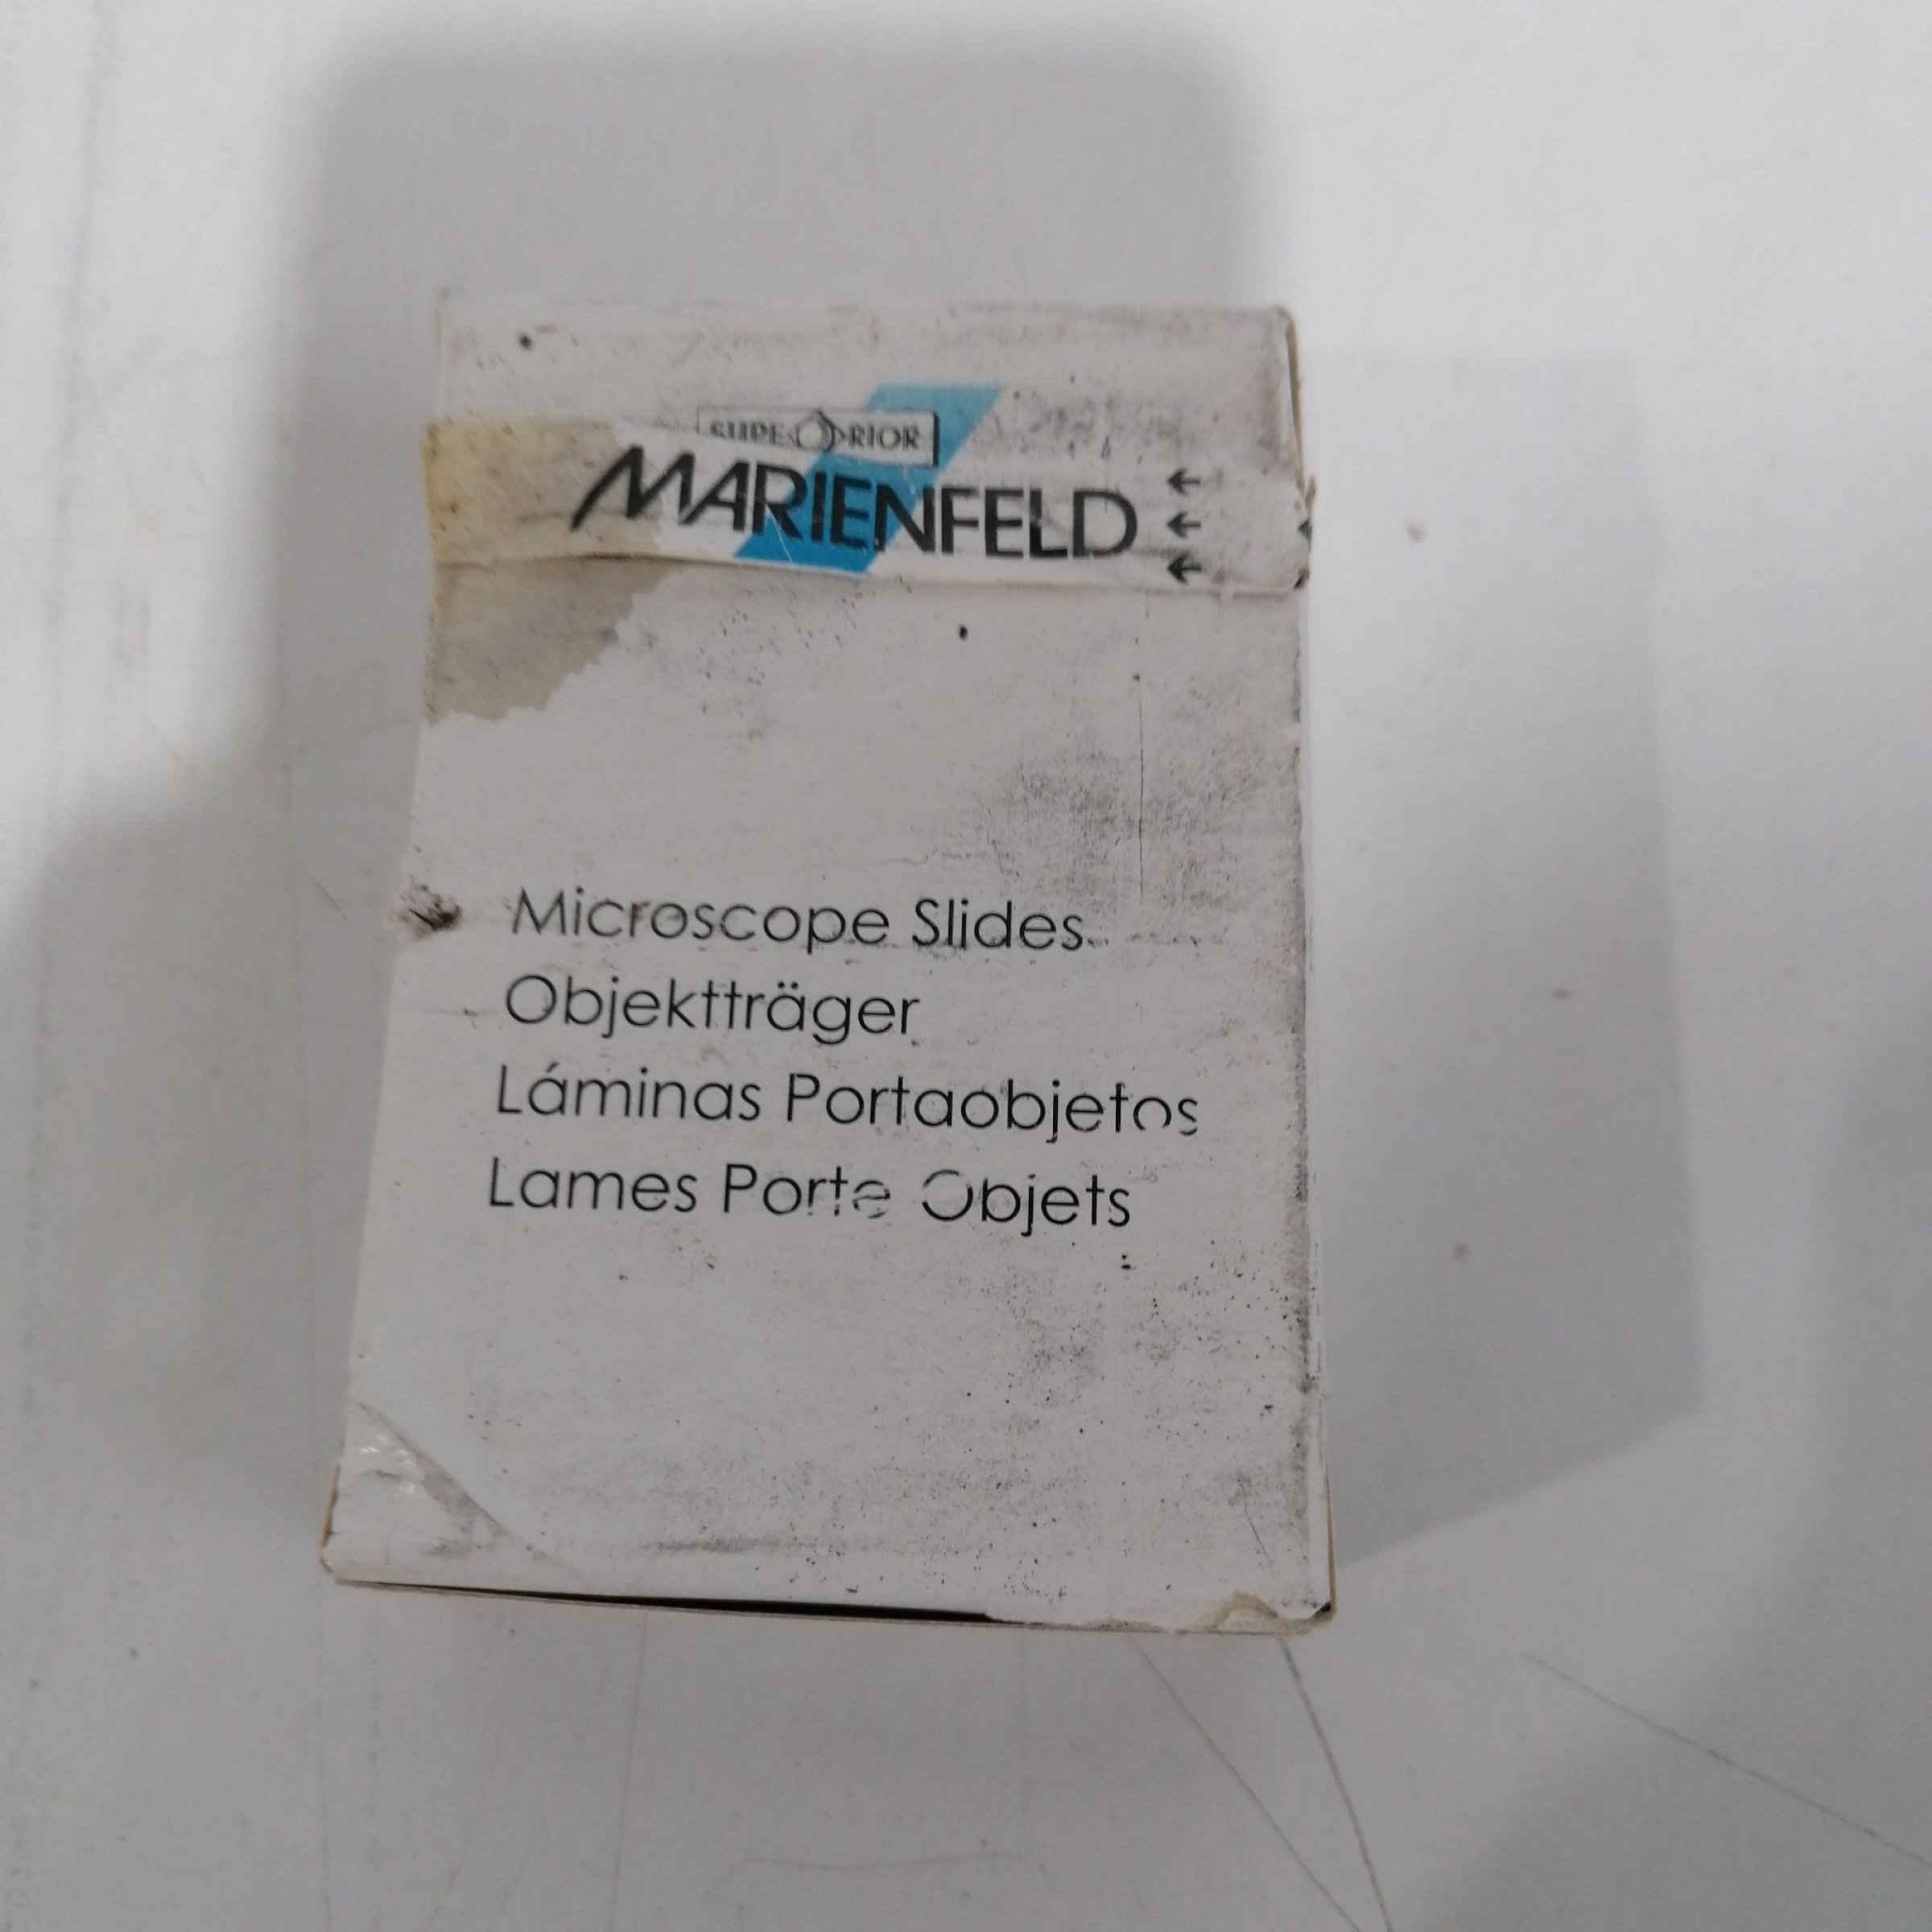 SUPERIOR
MARIENFELD
Microscope Slides
Objektträger
Láminas Portaobjetos
Lames Porte Objets